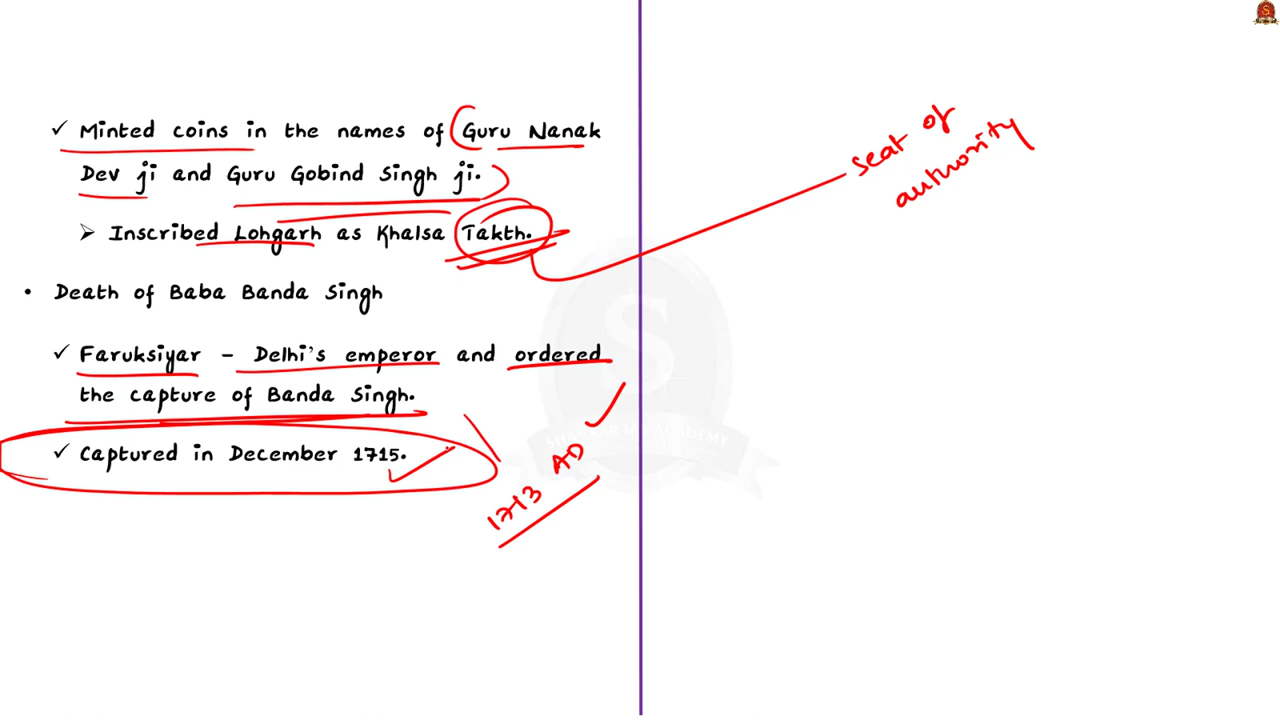 ✓ Minted coins in the names of (Guru Nanak
Dev ji and Guru Gobind Singh ji.)
➢ Inscribed Lohgarh as Khalsa Takth.
seat of
authority
• Death of Baba Banda Singh
✓ Faruksiyar – Delhi's emperor and ordered
the capture of Banda Singh.
✓ Captured in December 1715.
1713 AD
ACADEMY
S